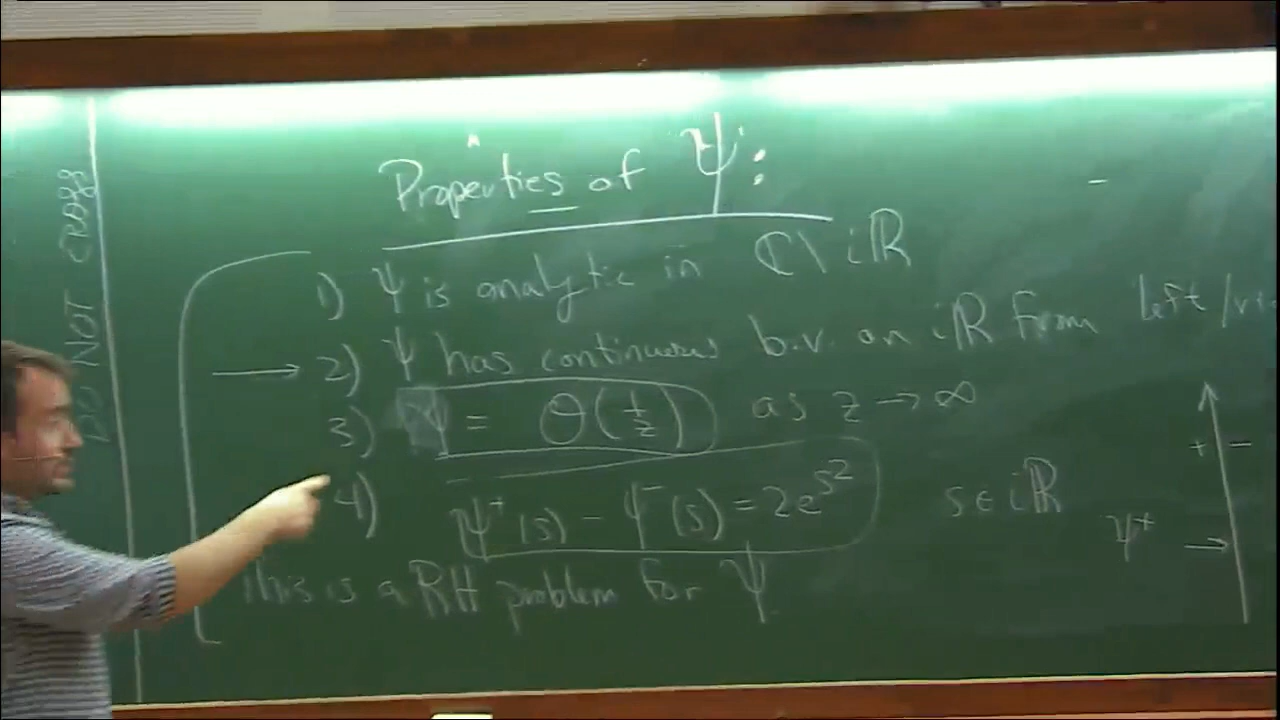 DO NOT CROSS
Properties of Ψ:
1) Ψ is analytic in ℂ\iℝ
2) Ψ has continuous b.v. on iℝ from left/ri
3) Ψ = O(1/z) as z → ∞
4) Ψ⁺(s) − Ψ⁻(s) = 2e^{s²} s ∈ iℝ
This is a RH problem for Ψ
+ −
Ψ⁺ →